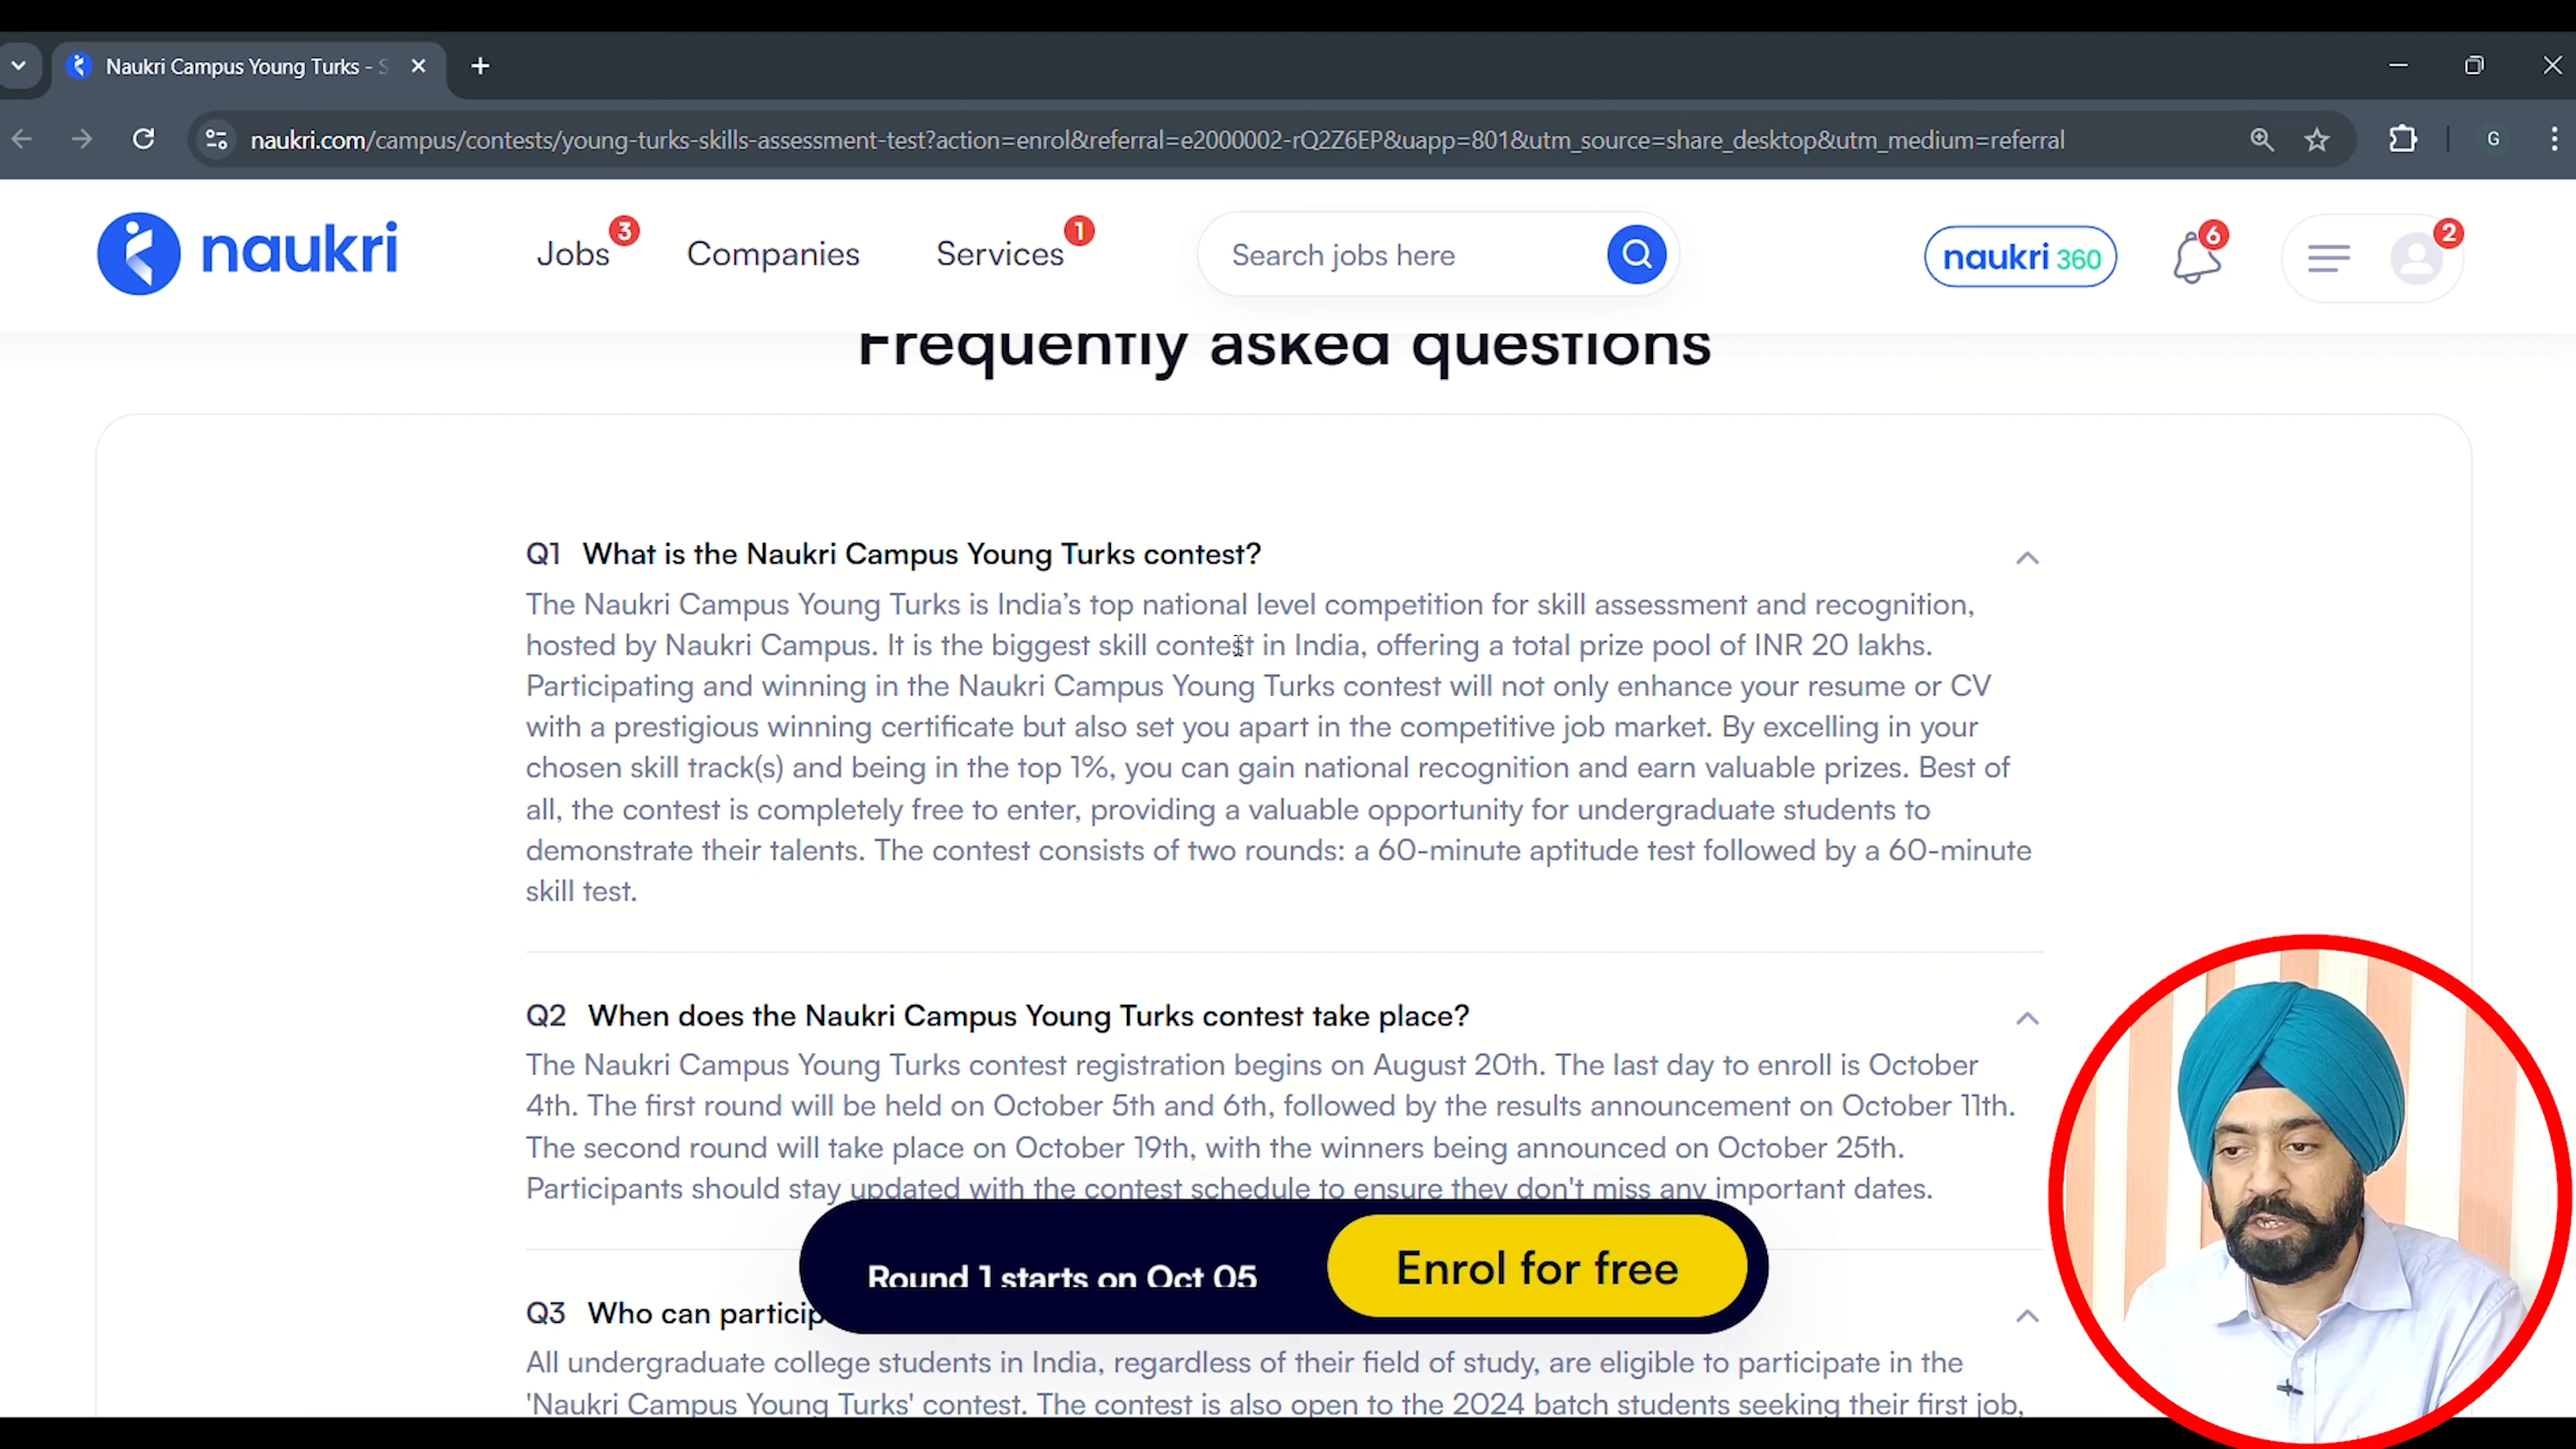 Naukri Campus Young Turks - S
naukri.com/campus/contests/young-turks-skills-assessment-test?action=enrol&referral=e2000002-rQ2Z6EP&uapp=801&utm_source=share_desktop&utm_medium=referral
G
naukri
Jobs 3
Companies
Services 1
Search jobs here
naukri 360
6
2
Frequently asked questions
Q1 What is the Naukri Campus Young Turks contest?
The Naukri Campus Young Turks is India's top national level competition for skill assessment and recognition,
hosted by Naukri Campus. It is the biggest skill contest in India, offering a total prize pool of INR 20 lakhs.
Participating and winning in the Naukri Campus Young Turks contest will not only enhance your resume or CV
with a prestigious winning certificate but also set you apart in the competitive job market. By excelling in your
chosen skill track(s) and being in the top 1%, you can gain national recognition and earn valuable prizes. Best of
all, the contest is completely free to enter, providing a valuable opportunity for undergraduate students to
demonstrate their talents. The contest consists of two rounds: a 60-minute aptitude test followed by a 60-minute
skill test.
Q2 When does the Naukri Campus Young Turks contest take place?
The Naukri Campus Young Turks contest registration begins on August 20th. The last day to enroll is October
4th. The first round will be held on October 5th and 6th, followed by the results announcement on October 11th.
The second round will take place on October 19th, with the winners being announced on October 25th.
Participants should stay updated with the contest schedule to ensure they don't miss any important dates.
Round 1 starts on Oct 05
Enrol for free
Q3 Who can particip
All undergraduate college students in India, regardless of their field of study, are eligible to participate in the
'Naukri Campus Young Turks' contest. The contest is also open to the 2024 batch students seeking their first job,